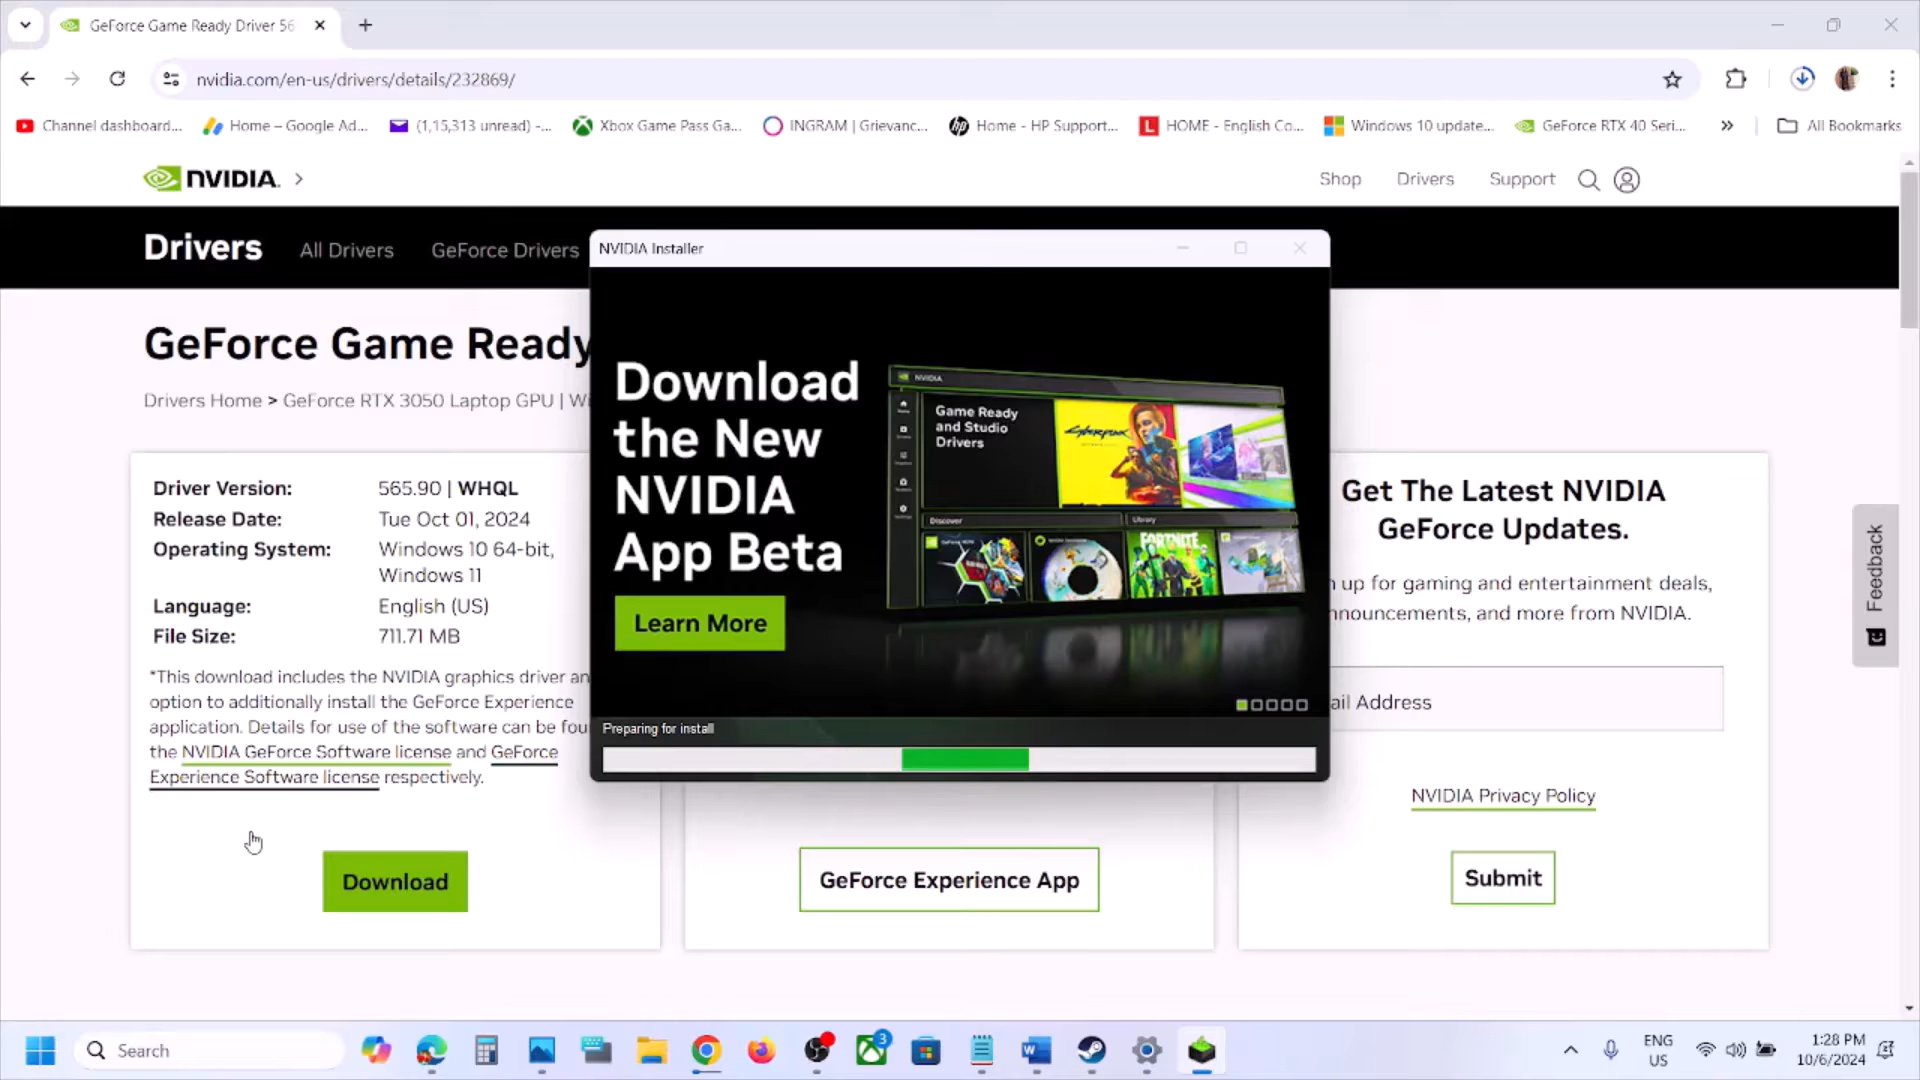 GeForce Game Ready Driver 56
nvidia.com/en-us/drivers/details/232869/
Channel dashboard...
Home – Google Ad...
(1,15,313 unread) -...
Xbox Game Pass Ga...
INGRAM | Grievanc...
Home - HP Support...
HOME - English Co...
Windows 10 update...
GeForce RTX 40 Seri...
All Bookmarks
NVIDIA.
Shop
Drivers
Support
Drivers
All Drivers
GeForce Drivers
GeForce Game Ready
Drivers Home > GeForce RTX 3050 Laptop GPU | Wi
Driver Version: 565.90 | WHQL
Release Date: Tue Oct 01, 2024
Operating System: Windows 10 64-bit,
Windows 11
Language: English (US)
File Size: 711.71 MB
*This download includes the NVIDIA graphics driver an
option to additionally install the GeForce Experience
application. Details for use of the software can be fou
the NVIDIA GeForce Software license and GeForce
Experience Software license respectively.
Download
NVIDIA Installer
Download
the New
NVIDIA
App Beta
Learn More
NVIDIA
Game Ready
and Studio
Drivers
Cyberpunk
Discover
Library
FORTNITE
Preparing for install
GeForce Experience App
Get The Latest NVIDIA
GeForce Updates.
n up for gaming and entertainment deals,
nnouncements, and more from NVIDIA.
ail Address
NVIDIA Privacy Policy
Submit
Feedback
Search
3
ENG
US
1:28 PM
10/6/2024